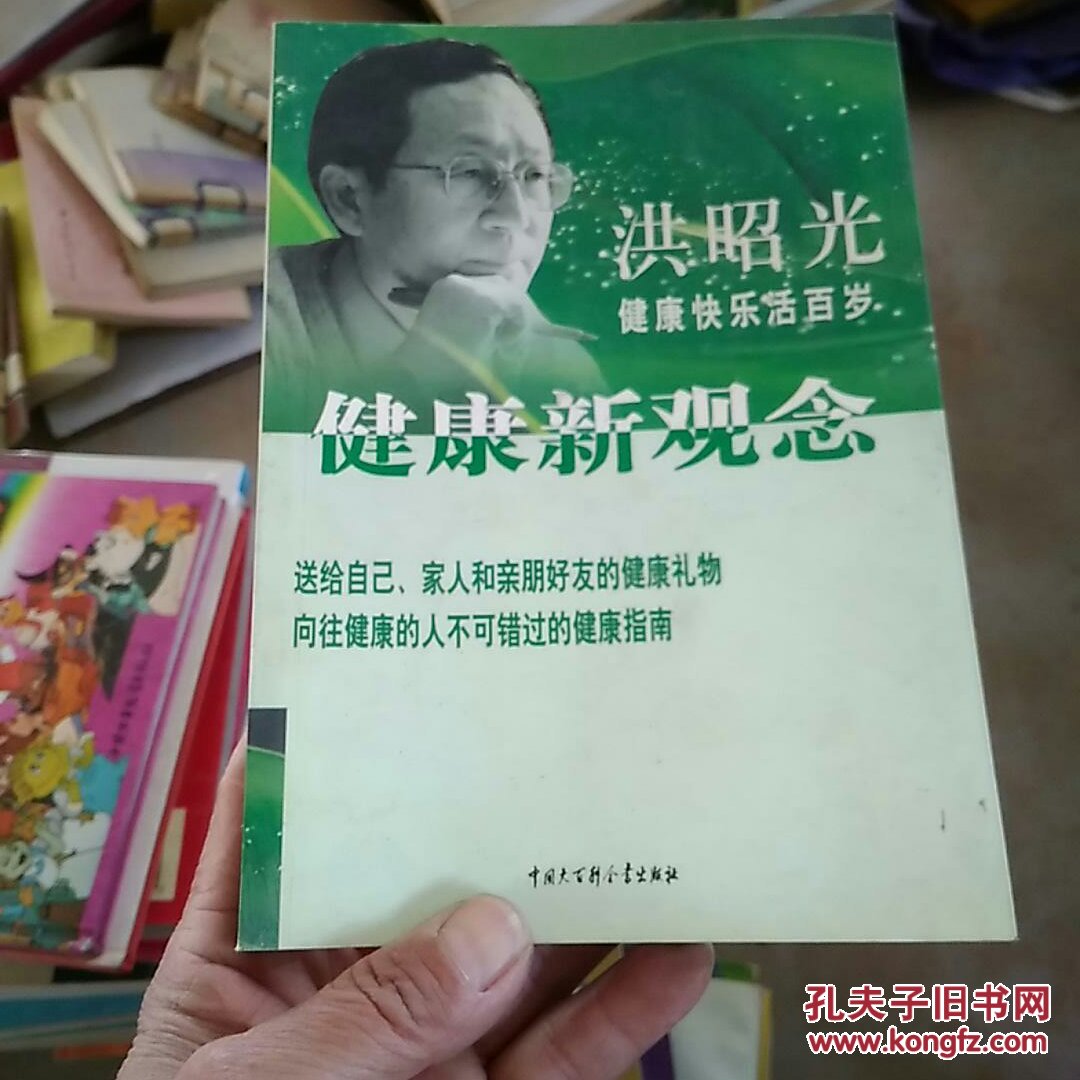 洪昭光
健康快乐活百岁
健康新观念
送给自己、家人和亲朋好友的健康礼物
向往健康的人不可错过的健康指南
中国大百科全书出版社
孔夫子旧书网
www.kongfz.com